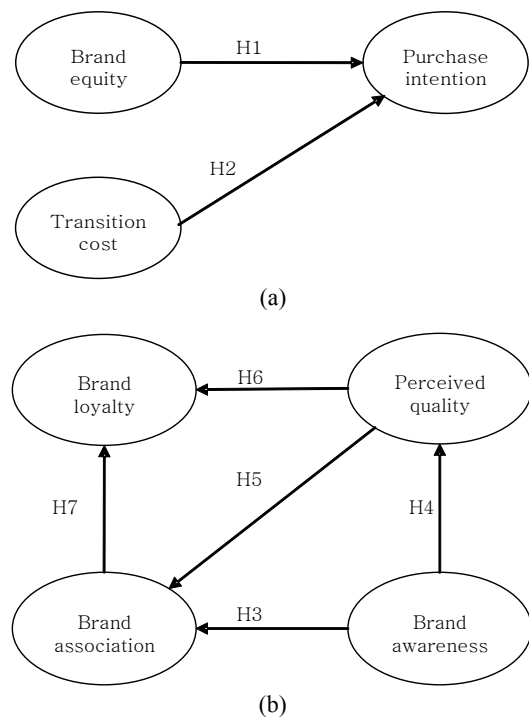 Brand
equity
H1
Purchase
intention
H2
Transition
cost
(a)
Brand
loyalty
H6
Perceived
quality
H5
H7
H4
Brand
association
H3
Brand
awareness
(b)